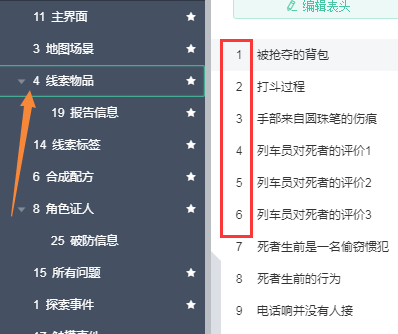 11 主界面
3 地图场景
4 线索物品
19 报告信息
14 线索标签
6 合成配方
8 角色证人
25 破防信息
15 所有问题
1 探索事件
编辑表头
1 被抢夺的背包
2 打斗过程
3 手部来自圆珠笔的伤痕
4 列车员对死者的评价1
5 列车员对死者的评价2
6 列车员对死者的评价3
7 死者生前是一名偷窃惯犯
8 死者生前的行为
9 电话响并没有人接